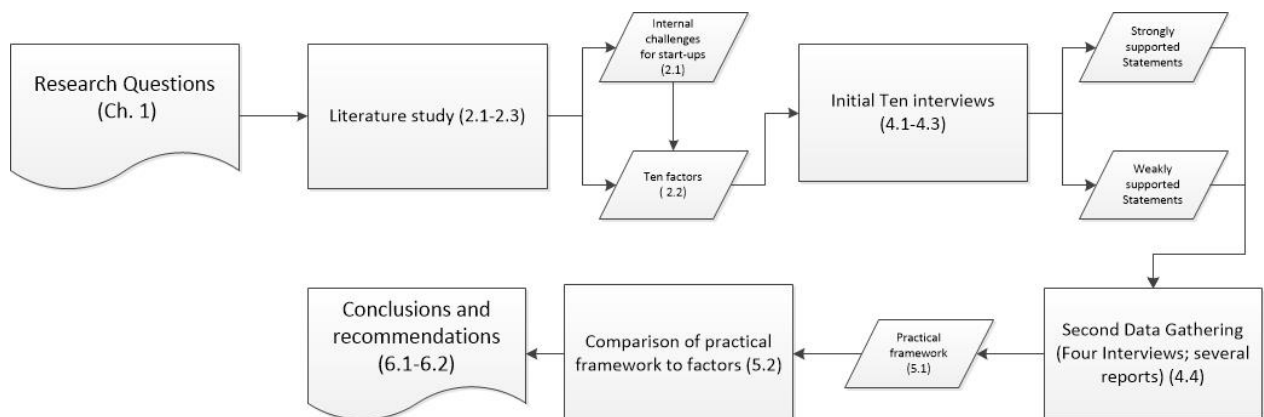 Research Questions
(Ch. 1)
Literature study (2.1-2.3)
Internal
challenges
for start-ups
(2.1)
Ten factors
( 2.2)
Initial Ten interviews
(4.1-4.3)
Strongly
supported
Statements
Weakly
supported
Statements
Second Data Gathering
(Four Interviews; several
reports) (4.4)
Practical
framework
(5.1)
Comparison of practical
framework to factors (5.2)
Conclusions and
recommendations
(6.1-6.2)